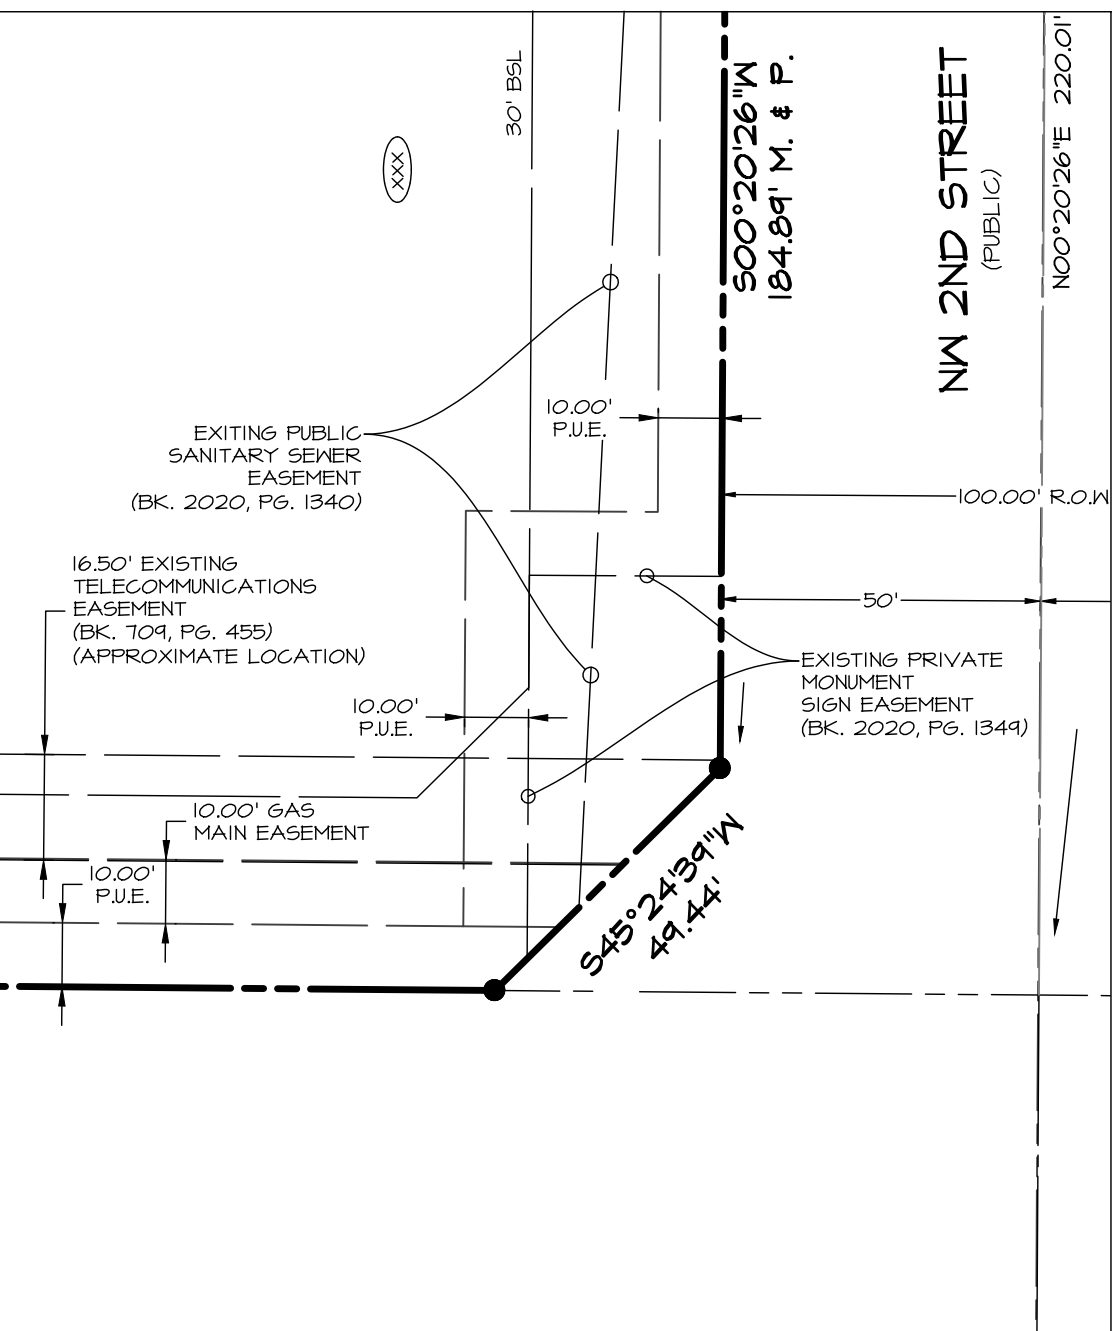 30' BSL
XXX
S00°20'26"W
184.89' M. & P.
NW 2ND STREET
(PUBLIC)
N00°20'26"E 220.01'
10.00'
P.U.E.
EXITING PUBLIC
SANITARY SEWER
EASEMENT
(BK. 2020, PG. 1340)
100.00' R.O.W
16.50' EXISTING
TELECOMMUNICATIONS
EASEMENT
(BK. 709, PG. 455)
(APPROXIMATE LOCATION)
50'
EXISTING PRIVATE
MONUMENT
SIGN EASEMENT
(BK. 2020, PG. 1349)
10.00'
P.U.E.
10.00' GAS
MAIN EASEMENT
10.00'
P.U.E.
S45°24'39"W
49.44'